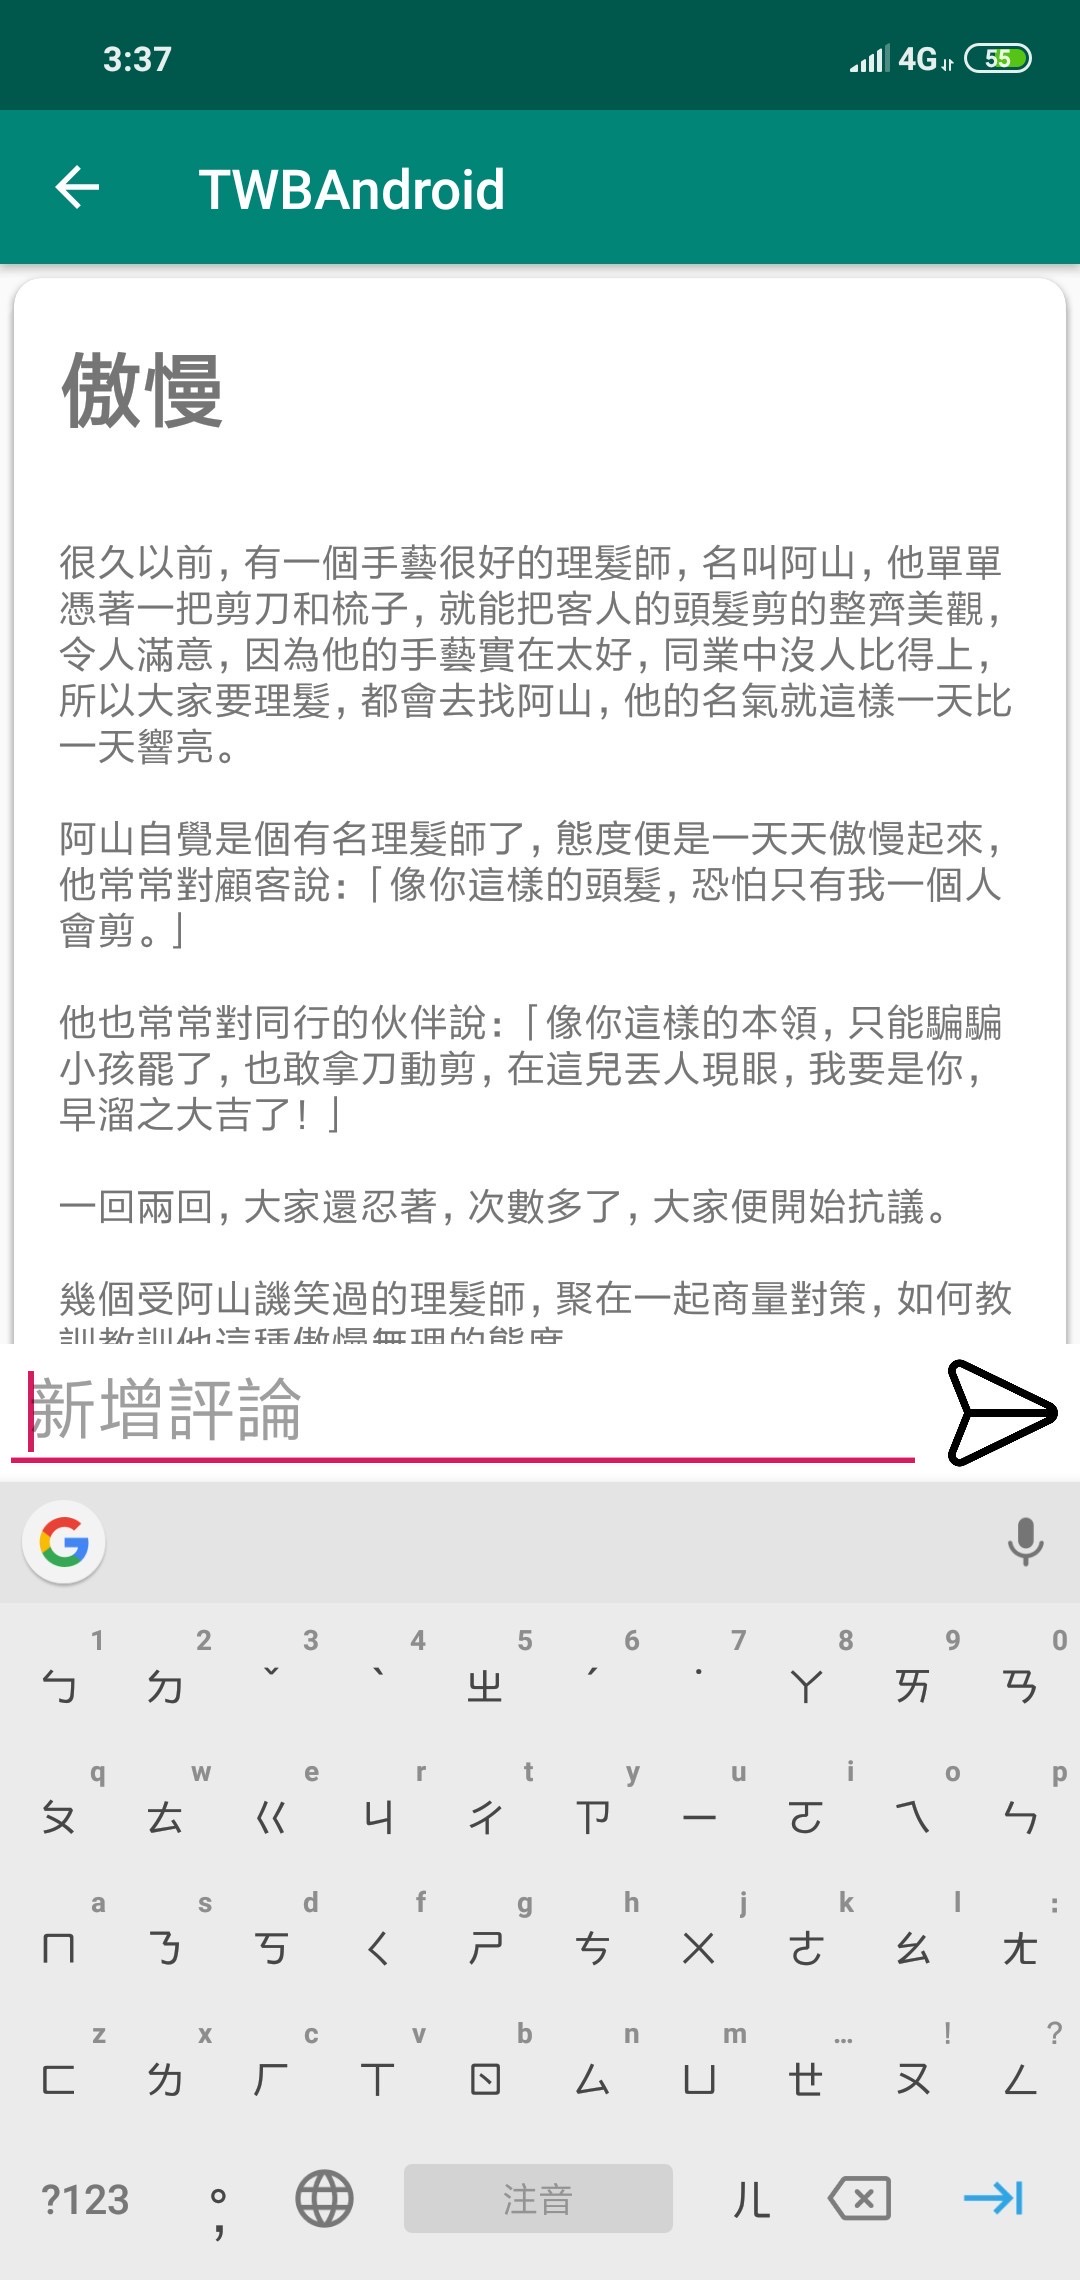 3:37
4G
55
TWBAndroid
傲慢
很久以前，有一個手藝很好的理髮師，名叫阿山，他單單
憑著一把剪刀和梳子，就能把客人的頭髮剪的整齊美觀，
令人滿意，因為他的手藝實在太好，同業中沒人比得上，
所以大家要理髮，都會去找阿山，他的名氣就這樣一天比
一天響亮。
阿山自覺是個有名理髮師了，態度便是一天天傲慢起來，
他常常對顧客說：「像你這樣的頭髮，恐怕只有我一個人
會剪。」
他也常常對同行的伙伴說：「像你這樣的本領，只能騙騙
小孩罷了，也敢拿刀動剪，在這兒丟人現眼，我要是你，
早溜之大吉了！」
一回兩回，大家還忍著，次數多了，大家便開始抗議。
幾個受阿山譏笑過的理髮師，聚在一起商量對策，如何教
訓教訓他這種傲慢無理的態度
新增評論
1 2 3 4 5 6 7 8 9 0
ㄅ ㄉ ˇ ˋ ㄓ ˊ ˙ ㄚ ㄞ ㄢ
q w e r t y u i o p
ㄆ ㄊ ㄍ ㄐ ㄔ ㄗ ㄧ ㄛ ㄟ ㄣ
a s d f g h j k l :
ㄇ ㄋ ㄎ ㄑ ㄕ ㄘ ㄨ ㄜ ㄠ ㄤ
z x c v b n m … ! ?
ㄈ ㄌ ㄏ ㄒ ㄖ ㄙ ㄩ ㄝ ㄡ ㄥ
?123 。， 注音 ㄦ